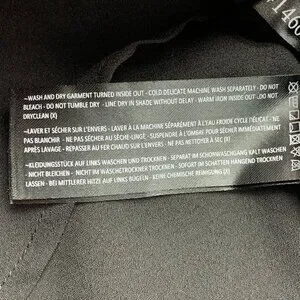 1400
~WASH AND DRY GARMENT TURNED INSIDE OUT - COLD DELICATE MACHINE WASH SEPARATELY - DO NOT
BLEACH - DO NOT TUMBLE DRY - LINE DRY IN SHADE WITHOUT DELAY - WARM IRON INSIDE OUT - DO NOT
DRYCLEAN (X)
~LAVER ET SÉCHER SUR L'ENVERS - LAVER À LA MACHINE SÉPARÉMENT À L'EAU FROIDE CYCLE DÉLICAT - NE
PAS BLANCHIR - NE PAS SÉCHER AU SÈCHE-LINGE - SUSPENDRE À L'OMBRE POUR SÉCHER IMMÉDIATEMENT
APRÈS LAVAGE - REPASSER AU FER CHAUD SUR L'ENVERS - NE PAS NETTOYER À SEC (X)
~KLEIDUNGSSTÜCK AUF LINKS WASCHEN UND TROCKNEN - SEPARAT IM SCHONWASCHGANG KALT WASCHEN
- NICHT BLEICHEN - NICHT IM WÄSCHETROCKNER TROCKNEN - SOFORT IM SCHATTEN HÄNGEND TROCKNEN
LASSEN - BEI MITTLERER HITZE AUF LINKS BÜGELN - KEINE CHEMISCHE REINIGUNG (X)